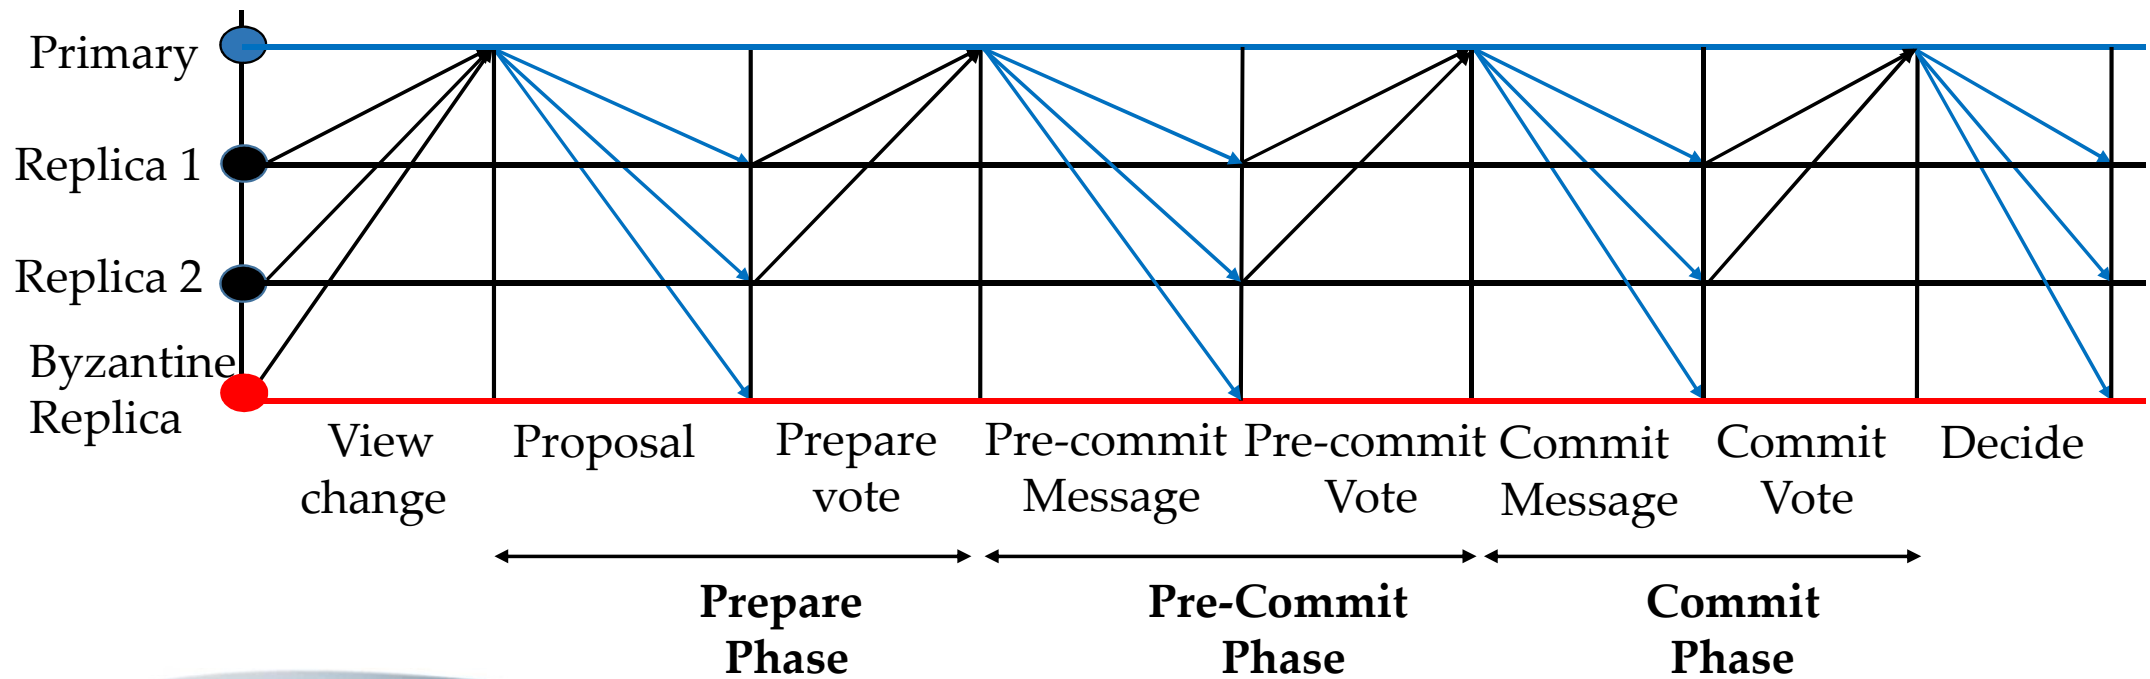 Primary
Replica 1
Replica 2
Byzantine
Replica
View
change
Proposal
Prepare
vote
Pre-commit
Message
Pre-commit
Vote
Commit
Message
Commit
Vote
Decide
Prepare
Phase
Pre-Commit
Phase
Commit
Phase